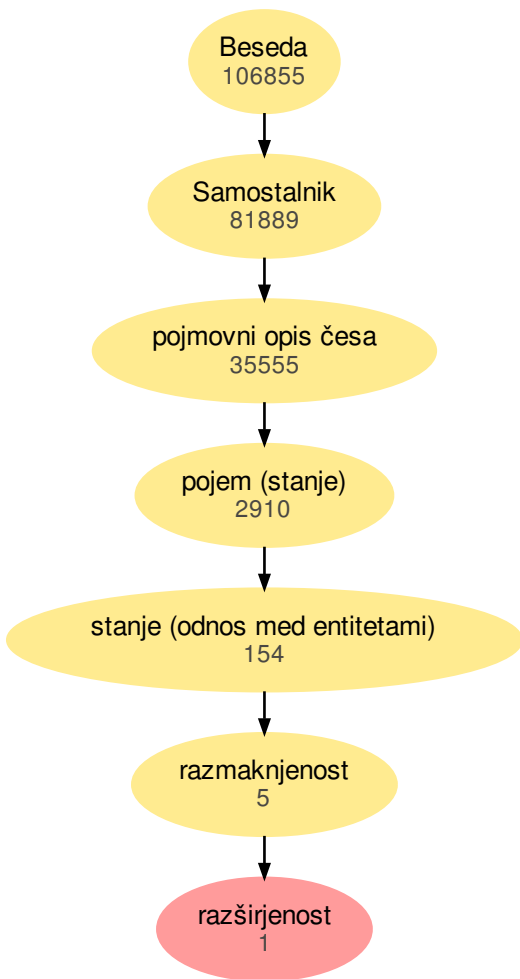 Beseda
106855
Samostalnik
81889
pojmovni opis česa
35555
pojem (stanje)
2910
stanje (odnos med entitetami)
154
razmaknjenost
5
razširjenost
1